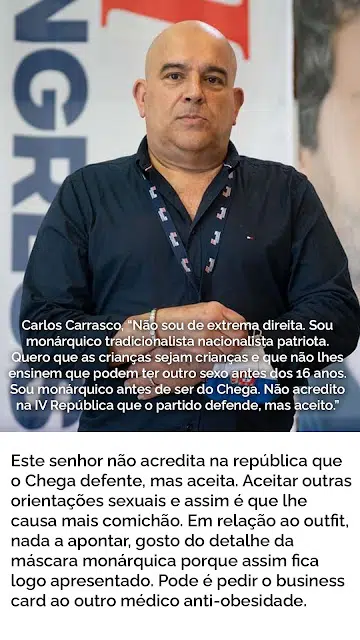 NGRESS
Carlos Carrasco, "Não sou de extrema direita. Sou
monárquico tradicionalista nacionalista patriota.
Quero que as crianças sejam crianças e que não lhes
ensinem que podem ter outro sexo antes dos 16 anos.
Sou monárquico antes de ser do Chega. Não acredito
na IV República que o partido defende, mas aceito."
Este senhor não acredita na república que
o Chega defente, mas aceita. Aceitar outras
orientações sexuais e assim é que lhe
causa mais comichão. Em relação ao outfit,
nada a apontar, gosto do detalhe da
máscara monárquica porque assim fica
logo apresentado. Pode é pedir o business
card ao outro médico anti-obesidade.